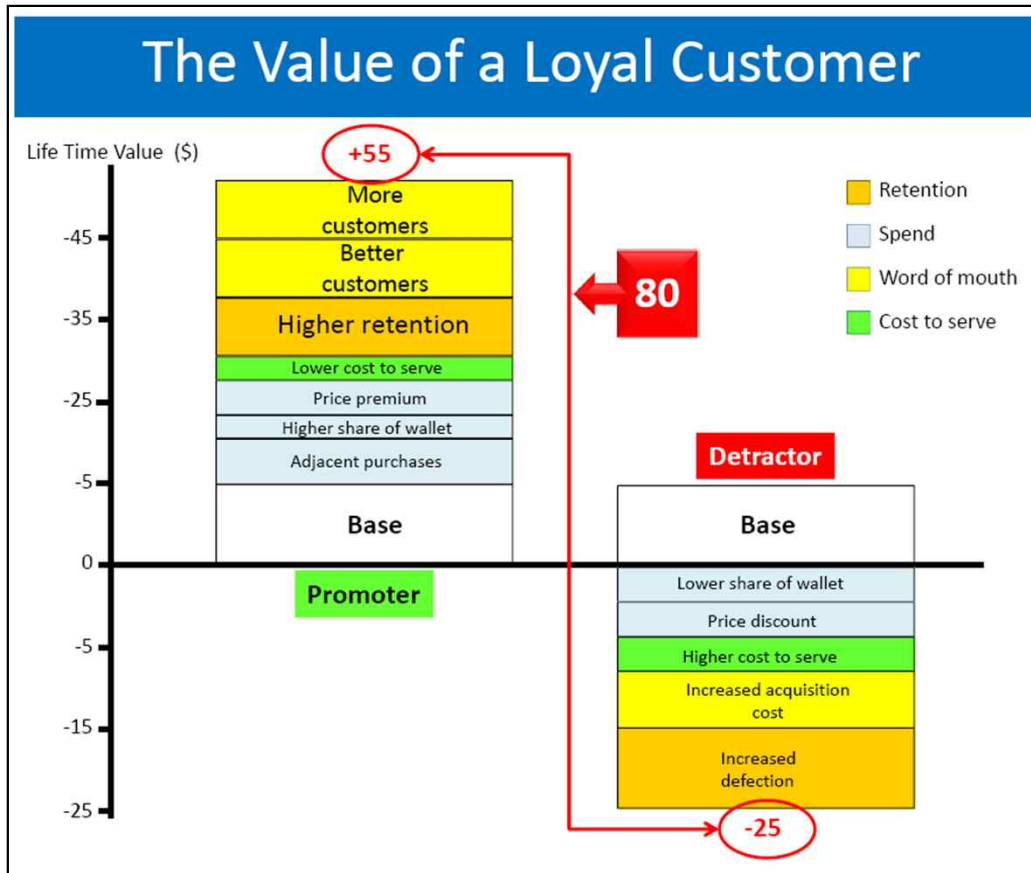 The Value of a Loyal Customer
Life Time Value ($)
+55
-45
-35
-25
-5
0
-5
-15
-25
More
customers
Better
customers
Higher retention
Lower cost to serve
Price premium
Higher share of wallet
Adjacent purchases
Base
Promoter
80
Retention
Spend
Word of mouth
Cost to serve
Detractor
Base
Lower share of wallet
Price discount
Higher cost to serve
Increased acquisition
cost
Increased
defection
-25